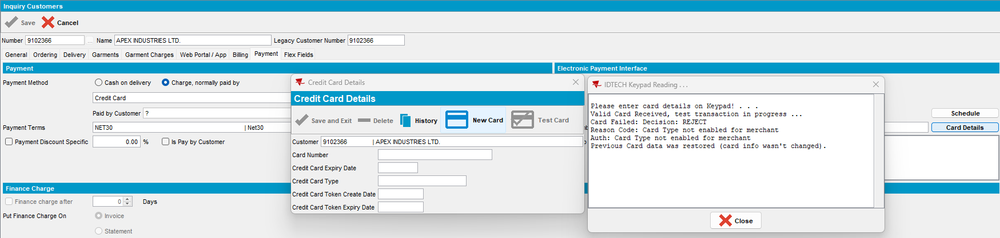 Inquiry Customers
Save Cancel
Number 9102366 ... Name APEX INDUSTRIES LTD. Legacy Customer Number 9102366
General Ordering Delivery Garments Garment Charges Web Portal / App Billing Payment Flex Fields
Payment
Payment Method Cash on delivery Charge, normally paid by
Credit Card
Paid by Customer ?
Payment Terms NET30 | Net30
Payment Discount Specific 0.00 % Is Pay by Customer
Finance Charge
Finance charge after 0 Days
Put Finance Charge On Invoice
Statement
Credit Card Details
Credit Card Details
Save and Exit Delete History New Card Test Card
Customer 9102366 | APEX INDUSTRIES LTD.
Card Number
Credit Card Expiry Date
Credit Card Type
Credit Card Token Create Date
Credit Card Token Expiry Date
Electronic Payment Interface
Schedule
Card Details
IDTECH Keypad Reading . . .
Please enter card details on Keypad! . . .
Valid Card Received, test transaction in progress ...
Card Failed: Decision: REJECT
Reason Code: Card Type not enabled for merchant
Auth: Card Type not enabled for merchant
Previous Card data was restored (card info wasn't changed).
Close